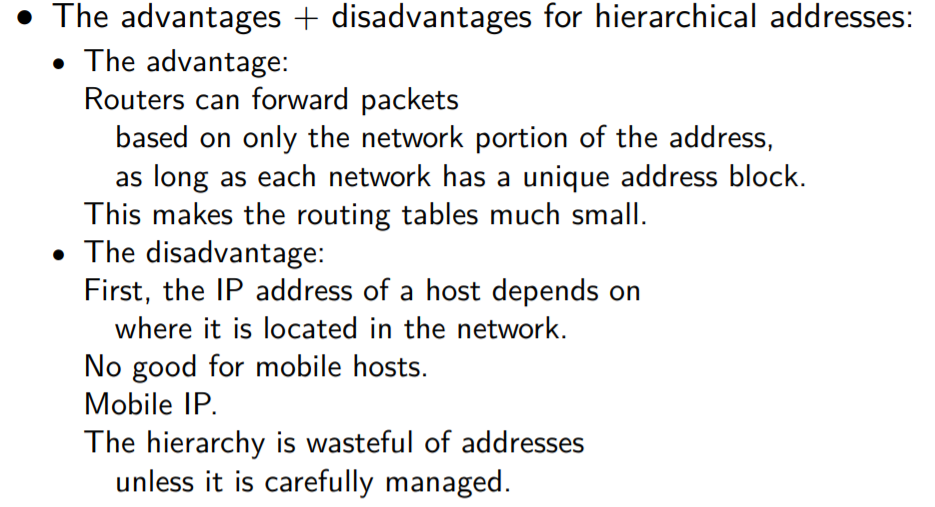 • The advantages + disadvantages for hierarchical addresses:
• The advantage:
Routers can forward packets
based on only the network portion of the address,
as long as each network has a unique address block.
This makes the routing tables much small.
• The disadvantage:
First, the IP address of a host depends on
where it is located in the network.
No good for mobile hosts.
Mobile IP.
The hierarchy is wasteful of addresses
unless it is carefully managed.